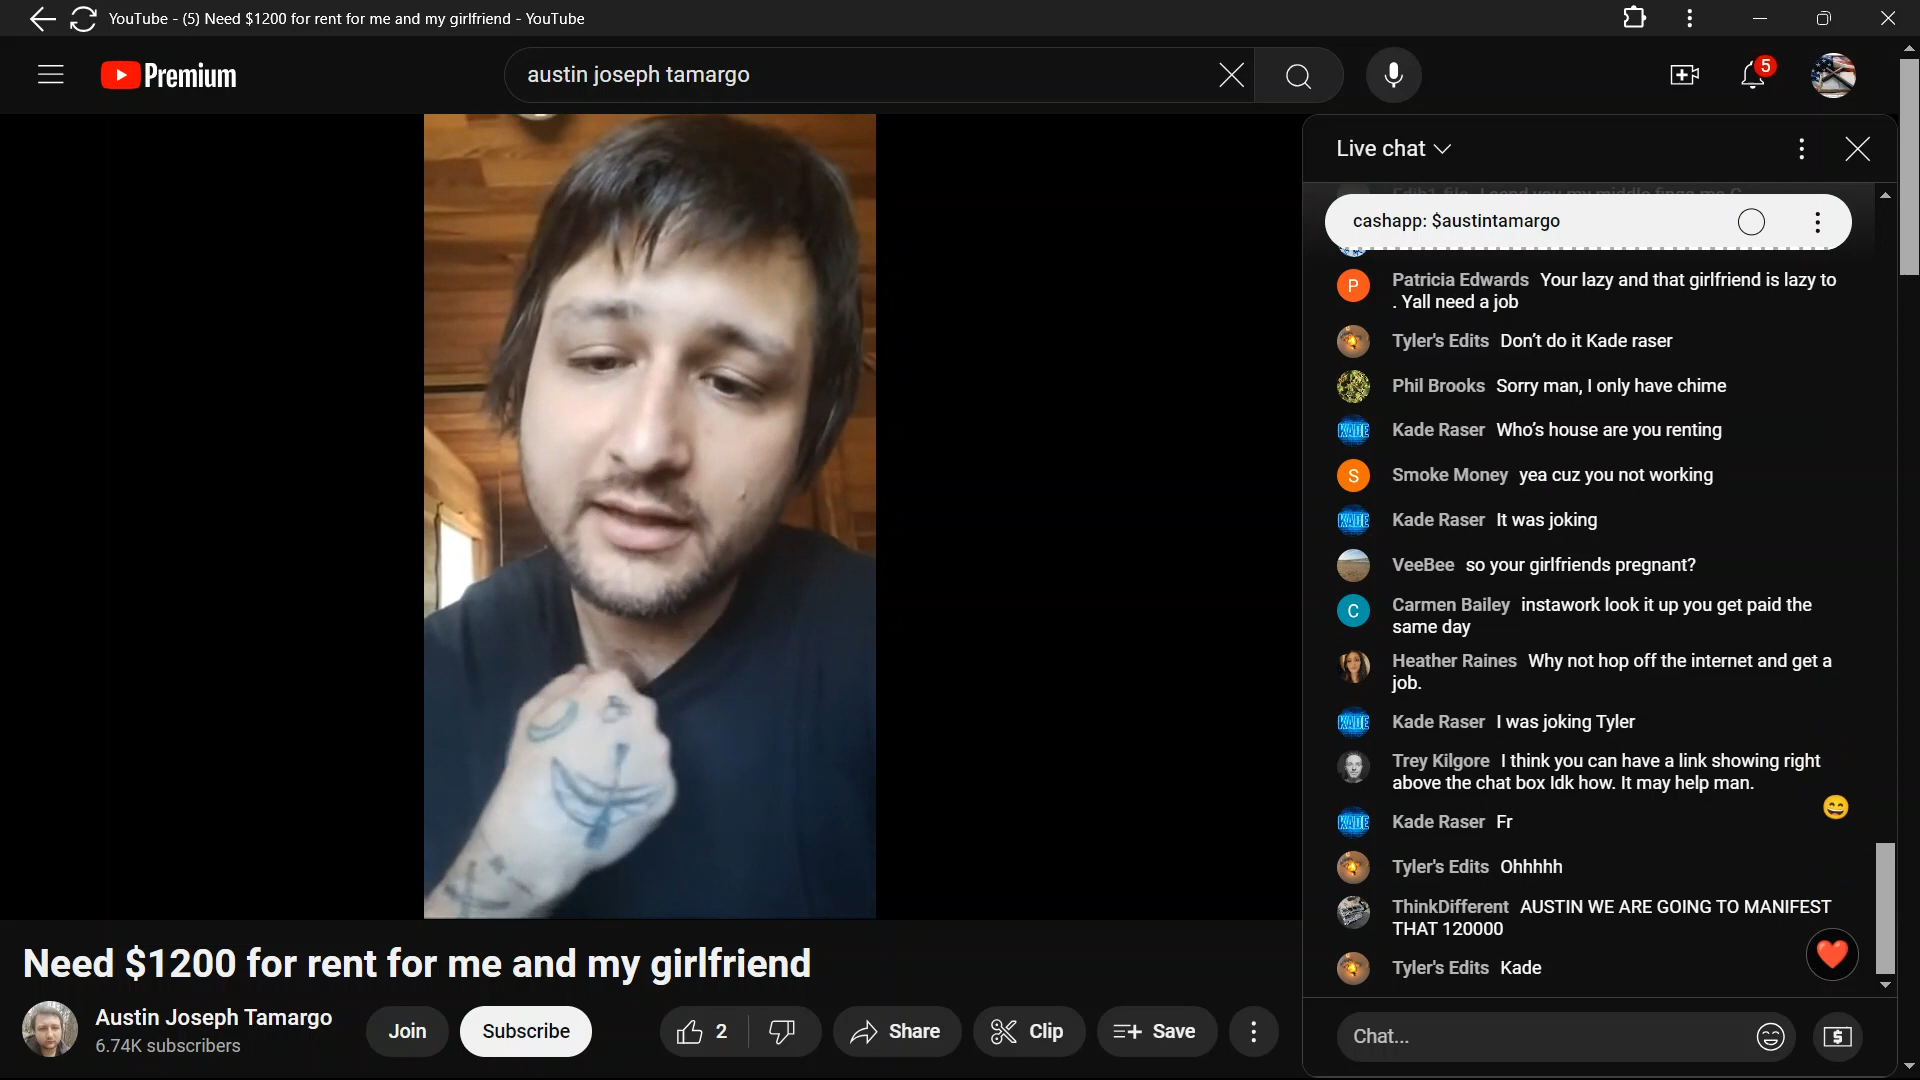 YouTube - (5) Need $1200 for rent for me and my girlfriend - YouTube
Premium
austin joseph tamargo
5
Live chat
cashapp: $austintamargo
P
Patricia Edwards Your lazy and that girlfriend is lazy to
. Yall need a job
Tyler's Edits Don’t do it Kade raser
Phil Brooks Sorry man, I only have chime
KADE
Kade Raser Who’s house are you renting
S
Smoke Money yea cuz you not working
KADE
Kade Raser It was joking
VeeBee so your girlfriends pregnant?
C
Carmen Bailey instawork look it up you get paid the
same day
Heather Raines Why not hop off the internet and get a
job.
KADE
Kade Raser I was joking Tyler
Trey Kilgore I think you can have a link showing right
above the chat box Idk how. It may help man.
KADE
Kade Raser Fr
Tyler's Edits Ohhhhh
ThinkDifferent AUSTIN WE ARE GOING TO MANIFEST
THAT 120000
Tyler's Edits Kade
Chat...
Need $1200 for rent for me and my girlfriend
Austin Joseph Tamargo
6.74K subscribers
Join
Subscribe
2
Share
Clip
Save